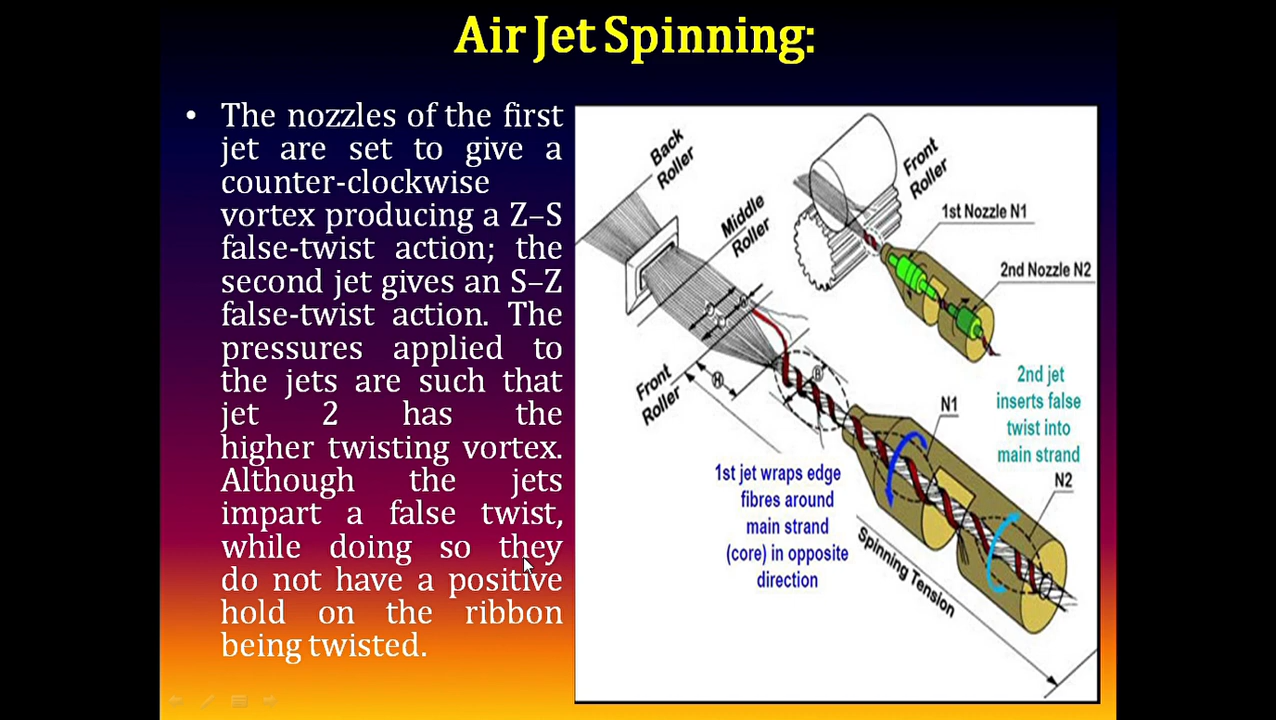 Air Jet Spinning:
• The nozzles of the first
jet are set to give a
counter-clockwise
vortex producing a Z–S
false-twist action; the
second jet gives an S–Z
false-twist action. The
pressures applied to
the jets are such that
jet 2 has the
higher twisting vortex.
Although the jets
impart a false twist,
while doing so they
do not have a positive
hold on the ribbon
being twisted.
Back
Roller
Middle
Roller
Front
Roller
Front
Roller
1st Nozzle N1
2nd Nozzle N2
H
B
2nd jet
inserts false
twist into
main strand
N1
N2
1st jet wraps edge
fibres around
main strand
(core) in opposite
direction
Spinning Tension